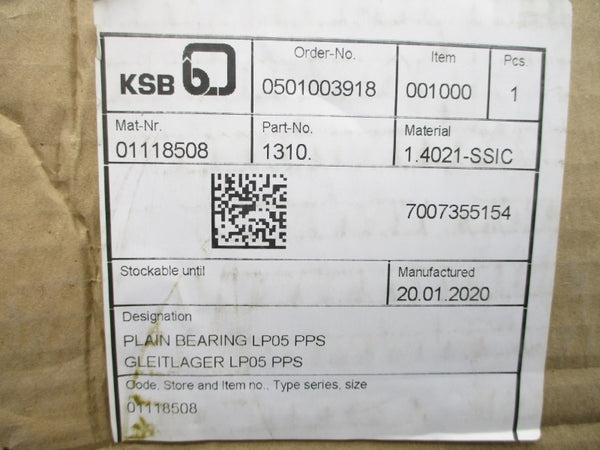 KSB
Order-No.
0501003918
Item
001000
Pcs.
1
Mat-Nr.
01118508
Part-No.
1310.
Material
1.4021-SSIC
7007355154
Stockable until
Manufactured
20.01.2020
Designation
PLAIN BEARING LP05 PPS
GLEITLAGER LP05 PPS
Code, Store and Item no., Type series, size
01118508